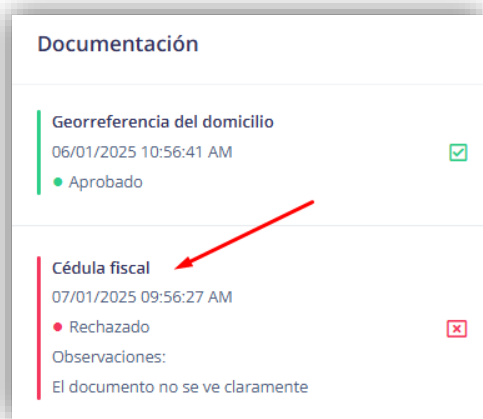 Documentación
Georreferencia del domicilio
06/01/2025 10:56:41 AM
Aprobado
Cédula fiscal
07/01/2025 09:56:27 AM
Rechazado
Observaciones:
El documento no se ve claramente